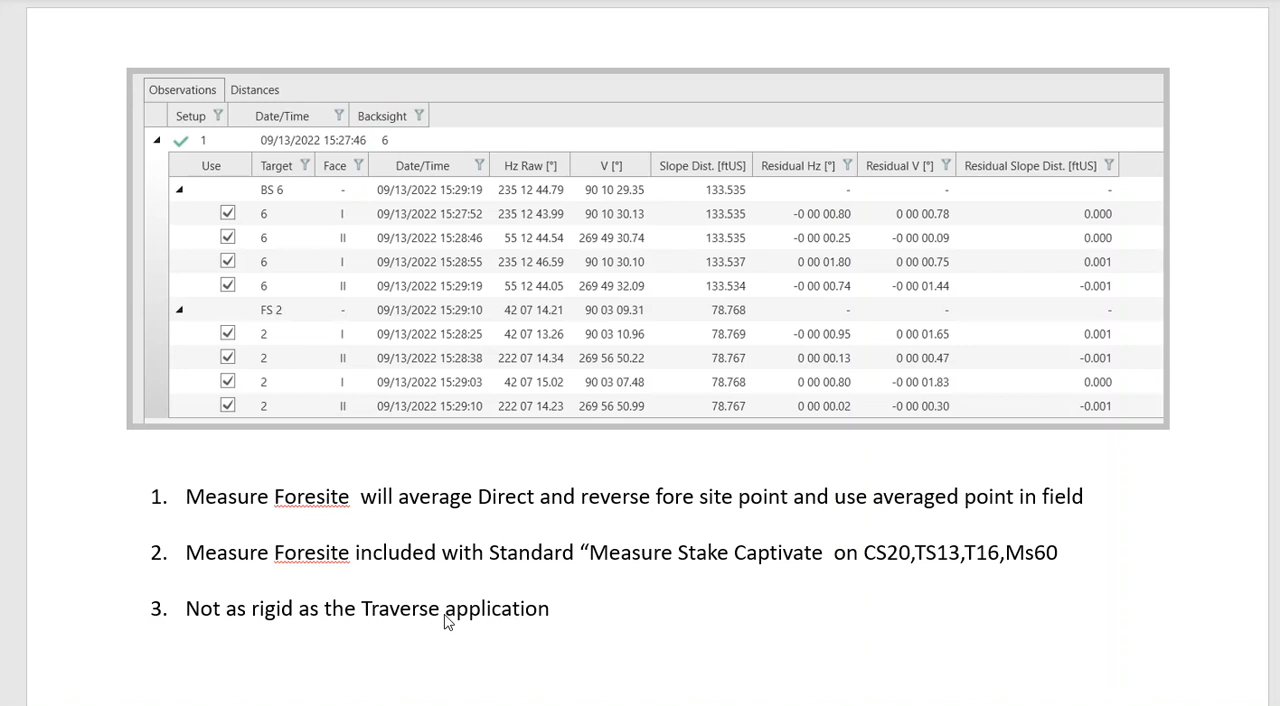 Observations Distances
Setup Date/Time Backsight
1 09/13/2022 15:27:46 6
Use Target Face Date/Time Hz Raw [°] V [°] Slope Dist. [ftUS] Residual Hz [°] Residual V [°] Residual Slope Dist. [ftUS]
BS 6 - 09/13/2022 15:29:19 235 12 44.79 90 10 29.35 133.535 - - -
6 I 09/13/2022 15:27:52 235 12 43.99 90 10 30.13 133.535 -0 00 00.80 0 00 00.78 0.000
6 II 09/13/2022 15:28:46 55 12 44.54 269 49 30.74 133.535 -0 00 00.25 -0 00 00.09 0.000
6 I 09/13/2022 15:28:55 235 12 46.59 90 10 30.10 133.537 0 00 01.80 0 00 00.75 0.001
6 II 09/13/2022 15:29:19 55 12 44.05 269 49 32.09 133.534 -0 00 00.74 -0 00 01.44 -0.001
FS 2 - 09/13/2022 15:29:10 42 07 14.21 90 03 09.31 78.768 - - -
2 I 09/13/2022 15:28:25 42 07 13.26 90 03 10.96 78.769 -0 00 00.95 0 00 01.65 0.001
2 II 09/13/2022 15:28:38 222 07 14.34 269 56 50.22 78.767 0 00 00.13 0 00 00.47 -0.001
2 I 09/13/2022 15:29:03 42 07 15.02 90 03 07.48 78.768 0 00 00.80 -0 00 01.83 0.000
2 II 09/13/2022 15:29:10 222 07 14.23 269 56 50.99 78.767 0 00 00.02 -0 00 00.30 -0.001
1. Measure Foresite will average Direct and reverse fore site point and use averaged point in field
2. Measure Foresite included with Standard “Measure Stake Captivate on CS20,TS13,T16,Ms60
3. Not as rigid as the Traverse application